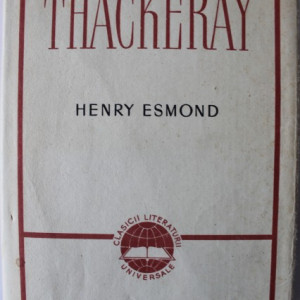 THACKERAY
HENRY ESMOND
CLASICII LITERATURII
UNIVERSALE